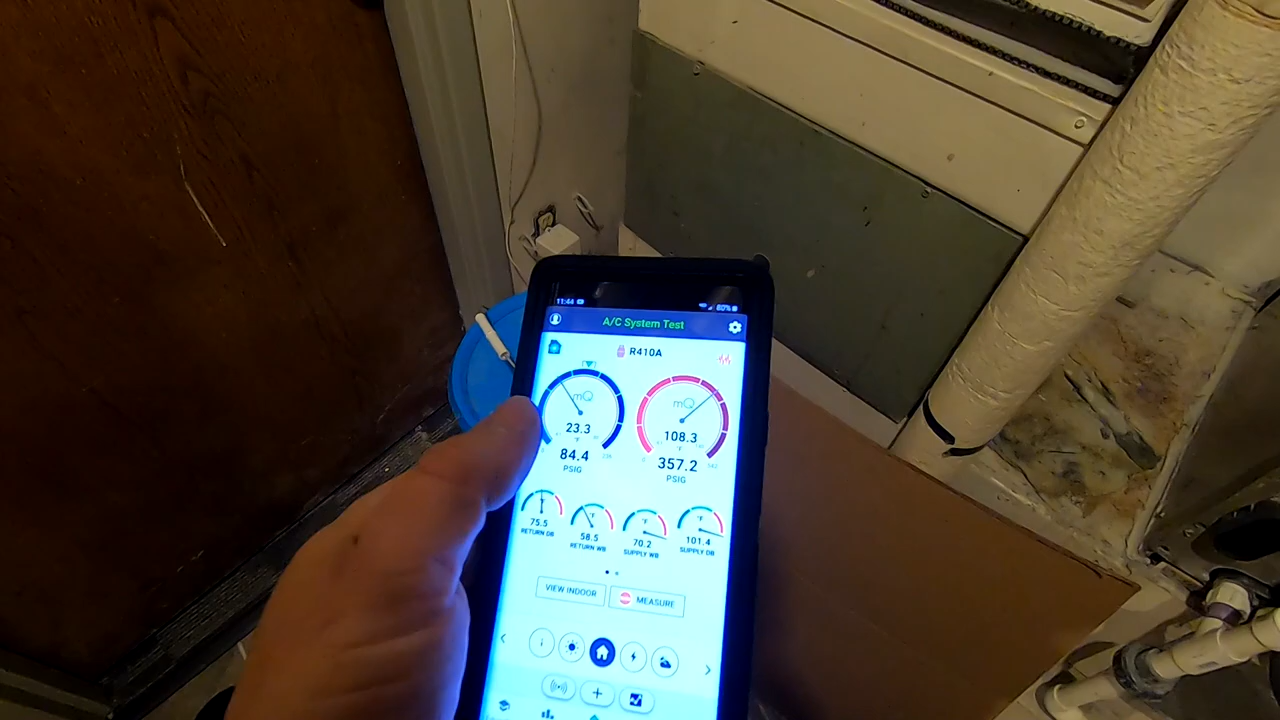 11:44
80%
A/C System Test
R410A
mQ
mQ
23.3
108.3
°F
°F
84.4
357.2
PSIG
PSIG
75.5
58.5
70.2
101.4
RETURN DB
RETURN WB
SUPPLY WB
SUPPLY DB
VIEW INDOOR
MEASURE